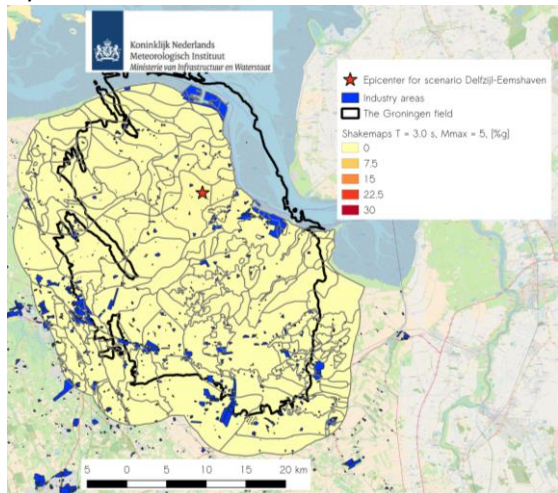 Koninklijk Nederlands
Meteorologisch Instituut
Ministerie van Infrastructuur en Waterstaat
Epicenter for scenario Delfzijl-Eemshaven
Industry areas
The Groningen field
Shakemaps T = 3.0 s, Mmax = 5, [%g]
0
7.5
15
22.5
30
5 0 5 10 15 20 km